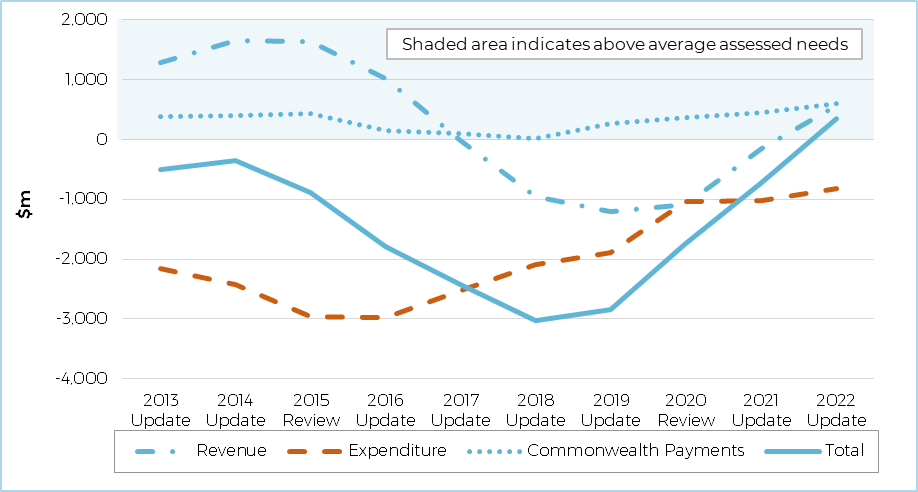 2,000
Shaded area indicates above average assessed needs
1,000
0
-1,000
-2,000
-3,000
-4,000
$m
2013 2014 2015 2016 2017 2018 2019 2020 2021 2022
Update Update Review Update Update Update Update Review Update Update
Revenue Expenditure Commonwealth Payments Total